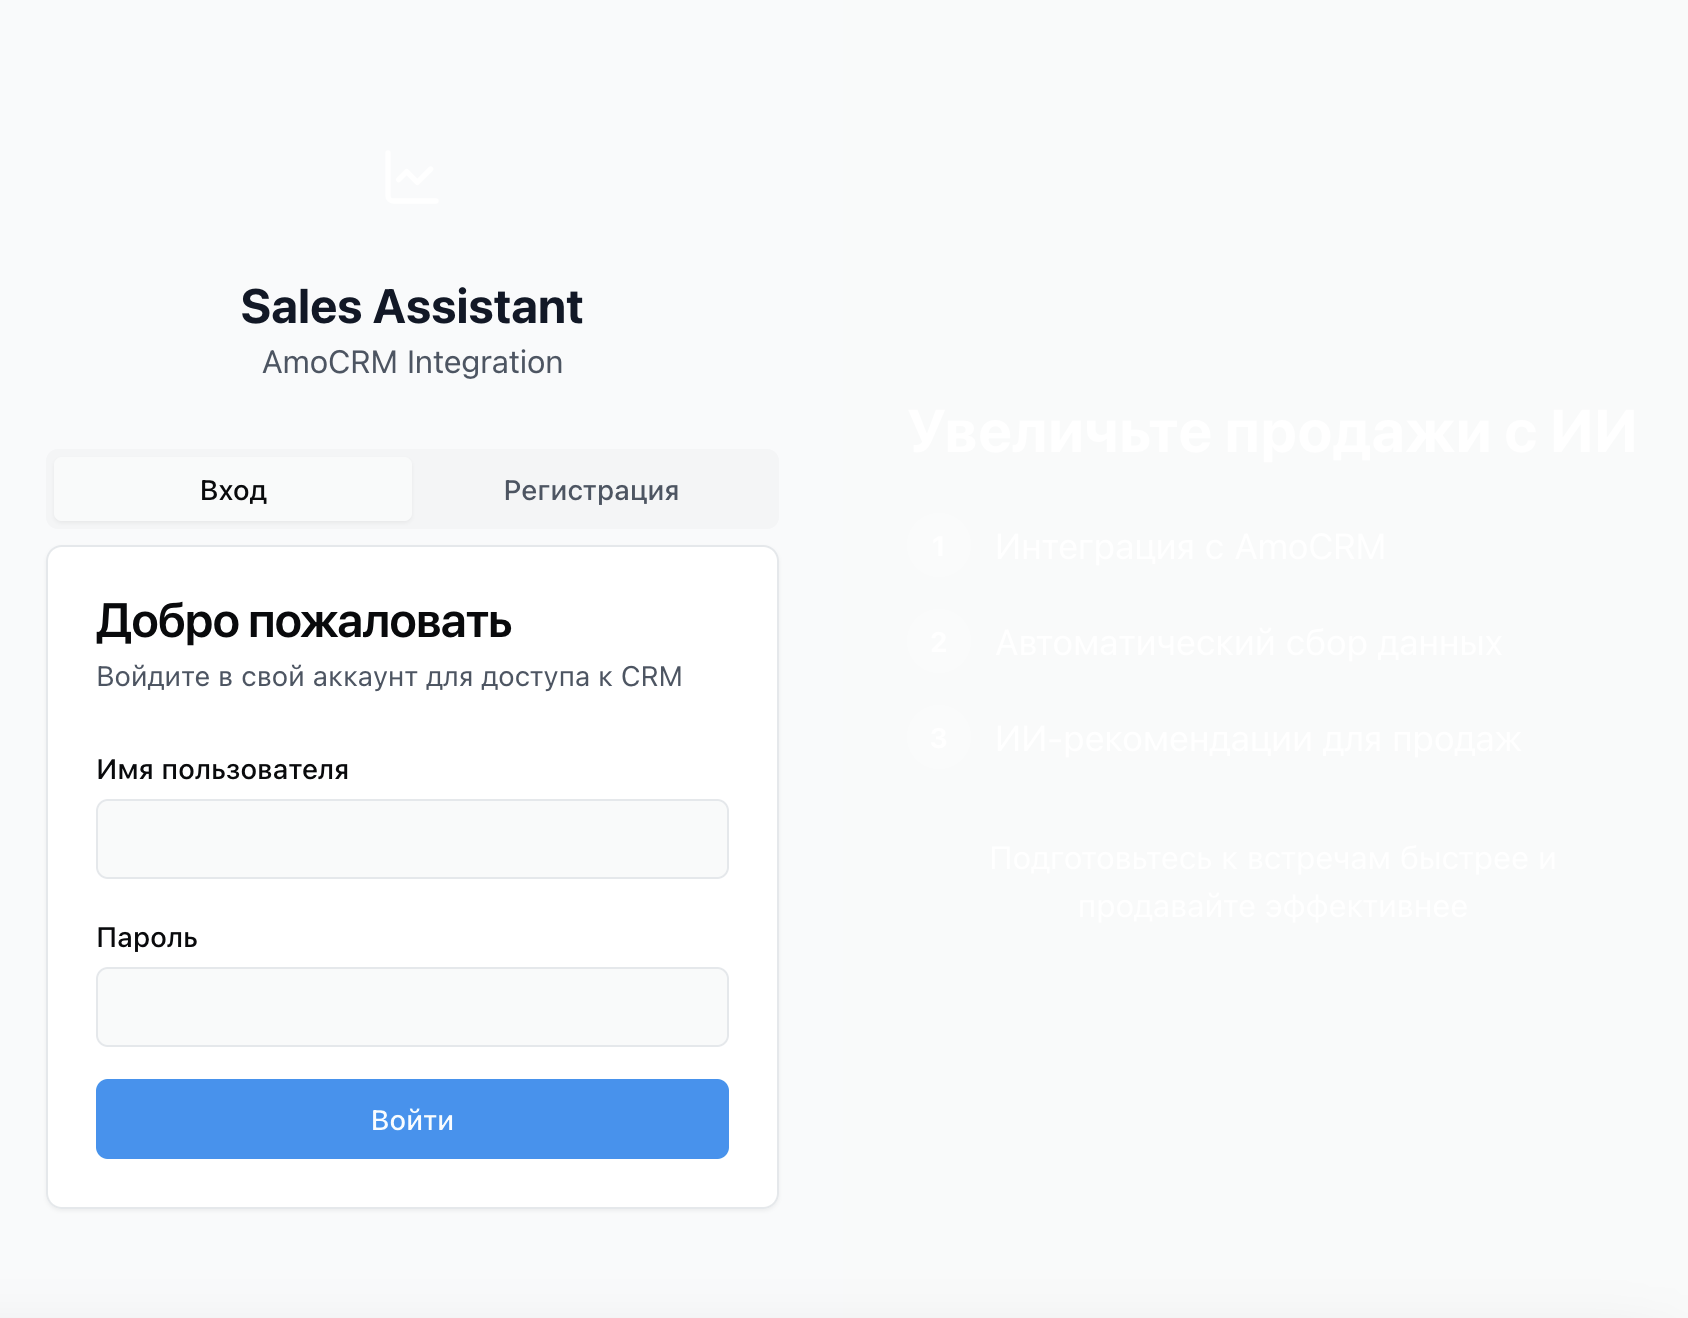 Sales Assistant
AmoCRM Integration
Вход
Регистрация
Добро пожаловать
Войдите в свой аккаунт для доступа к CRM
Имя пользователя
Пароль
Войти
Увеличьте продажи с ИИ
1 Интеграция с AmoCRM
2 Автоматический сбор данных
3 ИИ-рекомендации для продаж
Подготовьтесь к встречам быстрее и
продавайте эффективнее